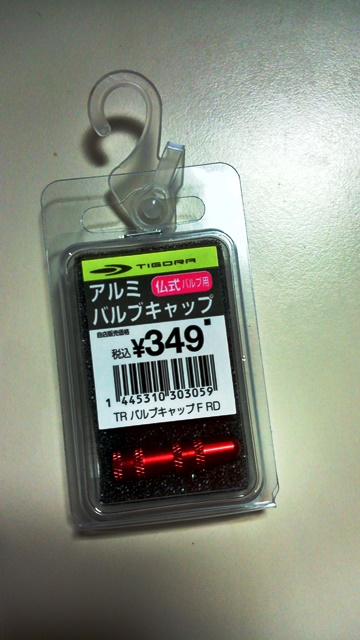 TIGORA
アルミ 仏式バルブ用
バルブキャップ
自店販売価格
税込 ¥349
1 445310 303059
TR バルブキャップ F RD